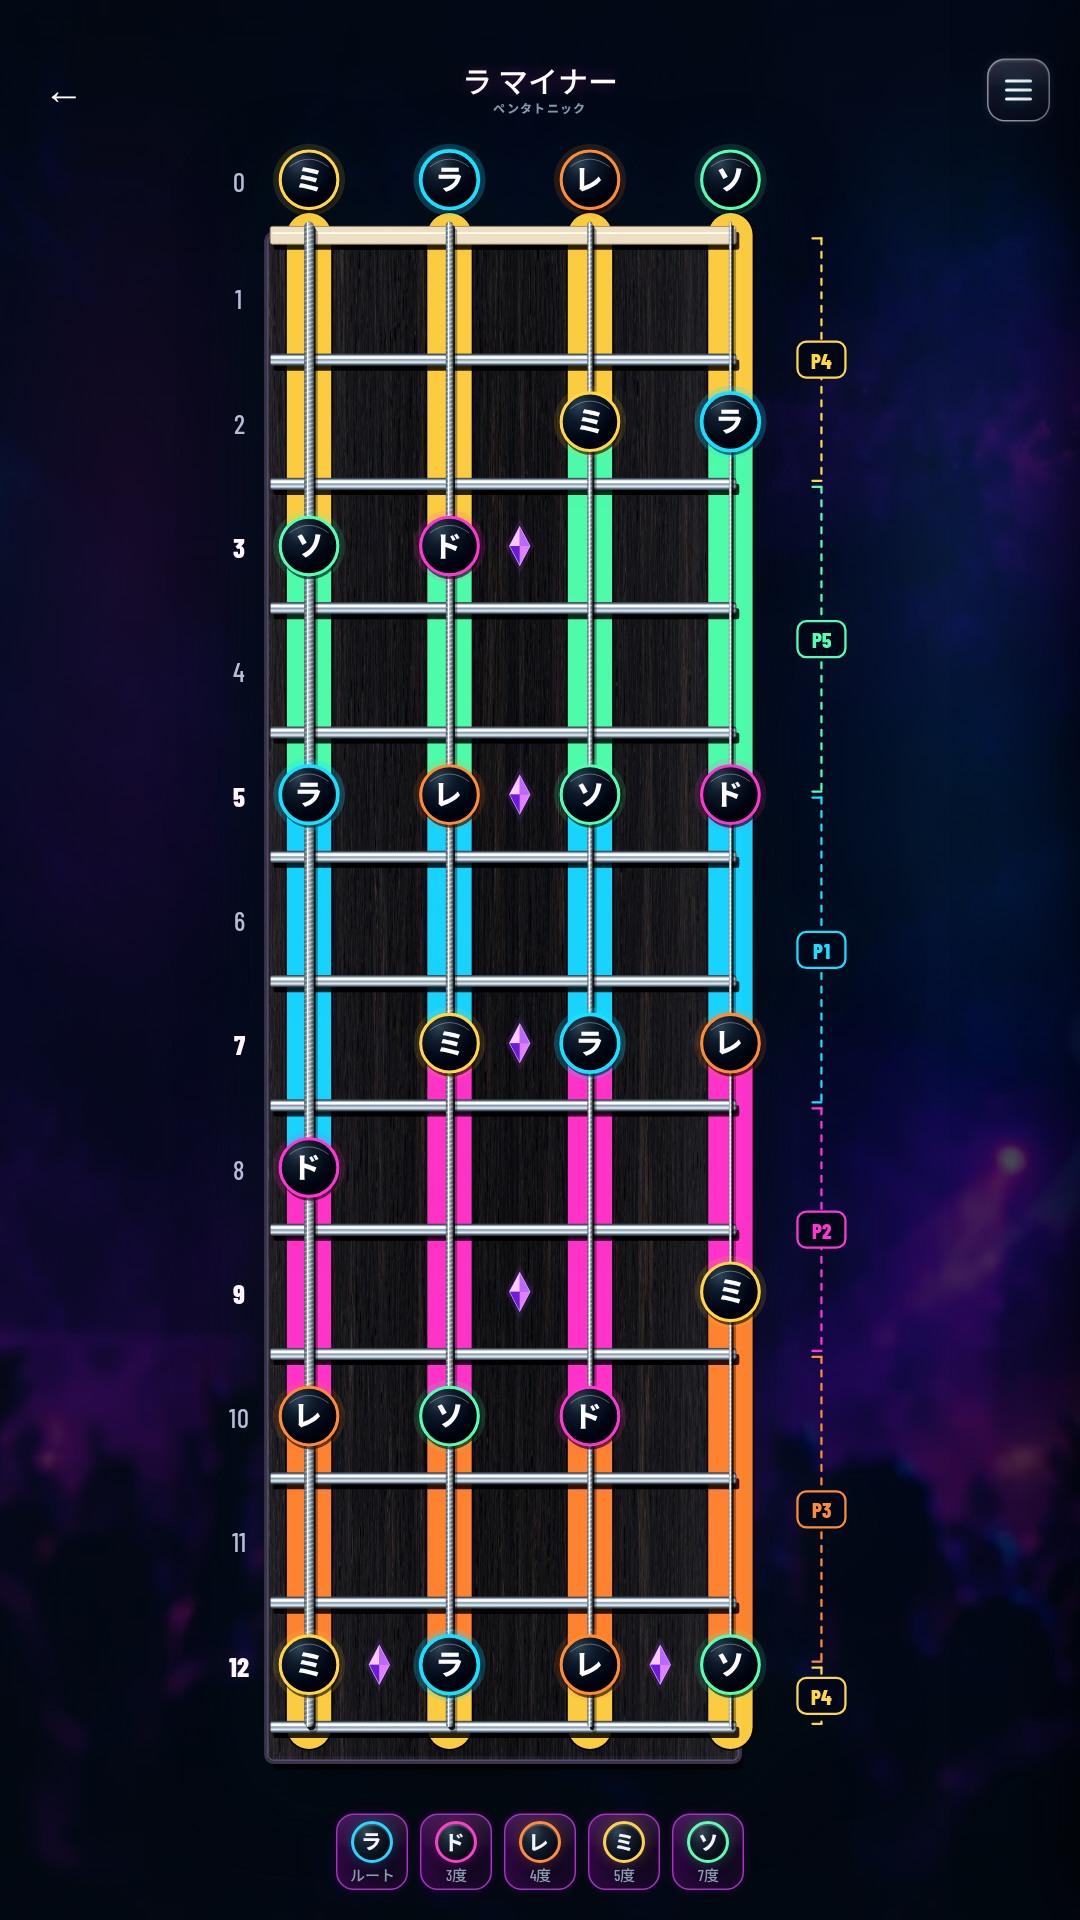 ←
ラ マイナー
ペンタトニック
0 ミ ラ レ ソ
1
P4
2 ミ ラ
3 ソ ド
P5
4
5 ラ レ ソ ド
6
P1
7 ミ ラ レ
8 ド
P2
9 ミ
10 レ ソ ド
P3
11
12 ミ ラ レ ソ
P4
ラ ド レ ミ ソ
ルート 3度 4度 5度 7度